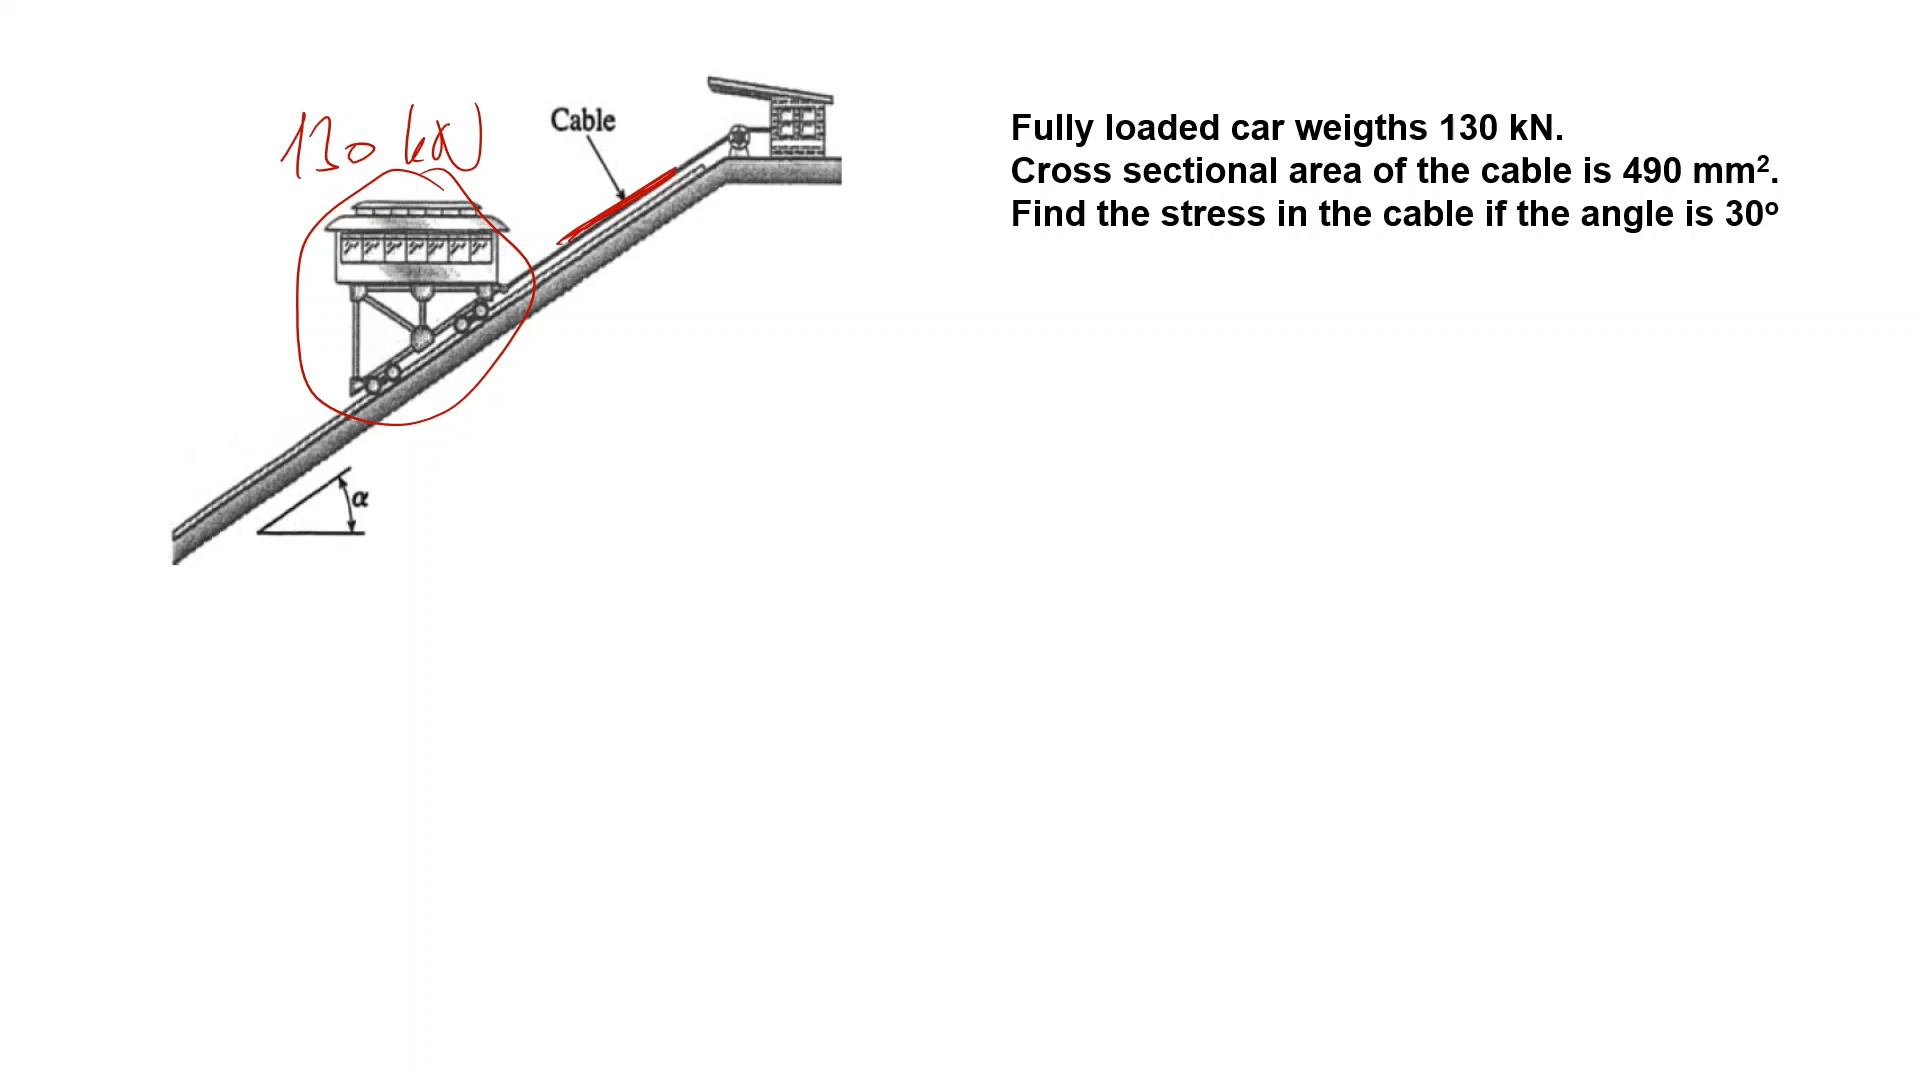 130 kN
Cable
α
Fully loaded car weigths 130 kN.
Cross sectional area of the cable is 490 mm².
Find the stress in the cable if the angle is 30º